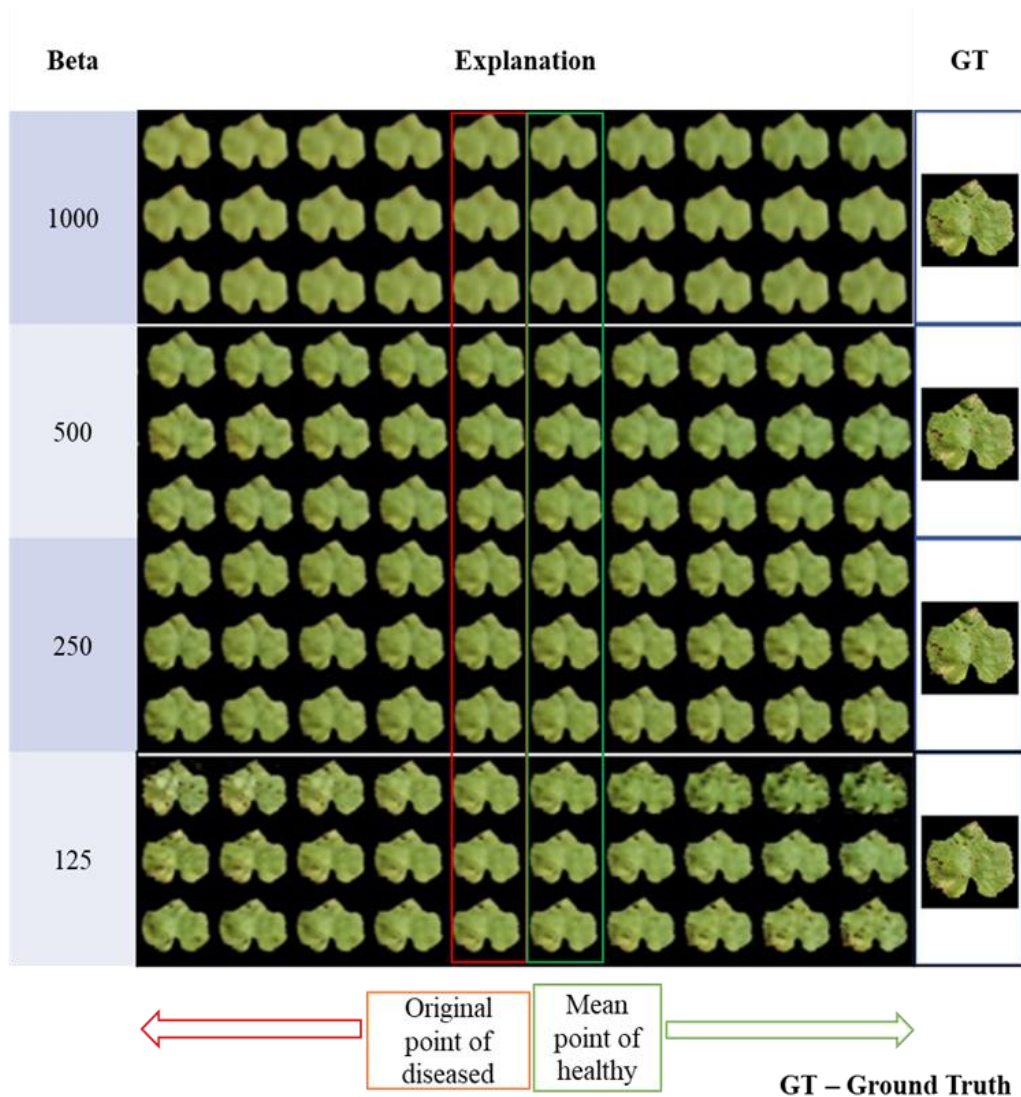 Beta
Explanation
GT
1000
500
250
125
Original
point of
diseased
Mean
point of
healthy
GT – Ground Truth